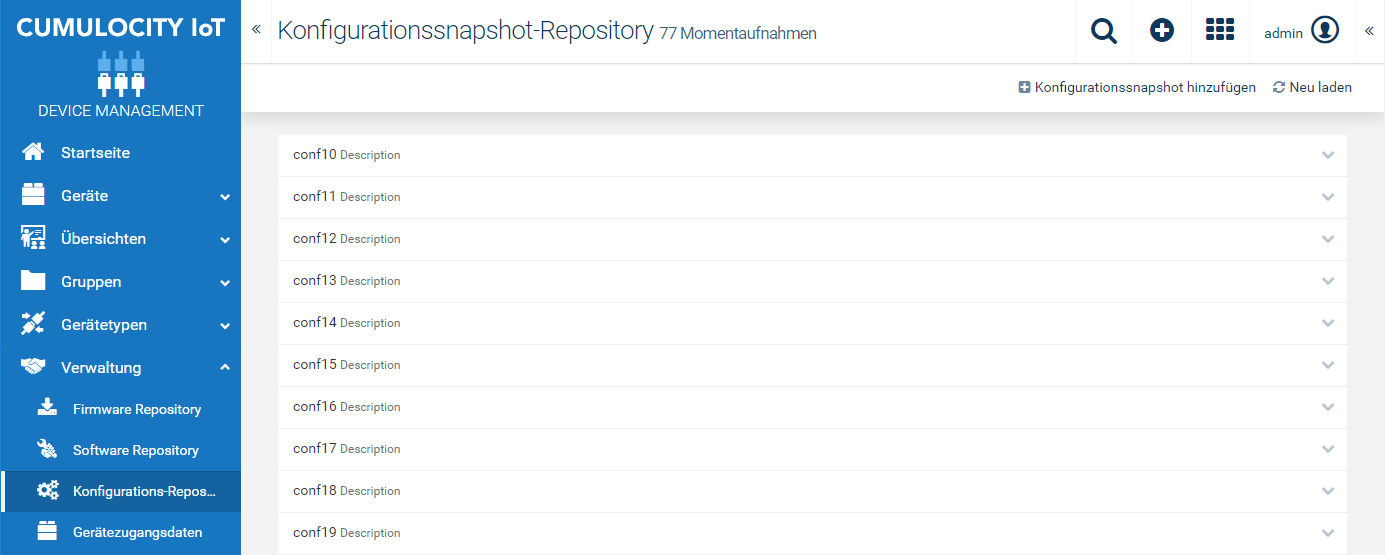 CUMULOCITY IoT
DEVICE MANAGEMENT
Startseite
Geräte
Übersichten
Gruppen
Gerätetypen
Verwaltung
Firmware Repository
Software Repository
Konfigurations-Repos...
Gerätezugangsdaten
Konfigurationssnapshot-Repository 77 Momentaufnahmen
admin
Konfigurationssnapshot hinzufügen
Neu laden
conf10 Description
conf11 Description
conf12 Description
conf13 Description
conf14 Description
conf15 Description
conf16 Description
conf17 Description
conf18 Description
conf19 Description